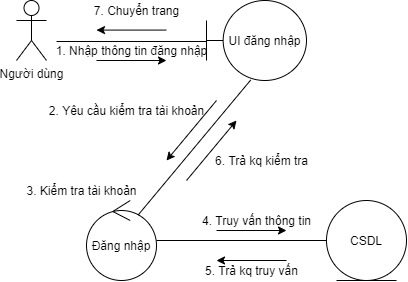 7. Chuyển trang
UI đăng nhập
1. Nhập thông tin đăng nhập
Người dùng
2. Yêu cầu kiểm tra tài khoản
6. Trả kq kiểm tra
3. Kiểm tra tài khoản
4. Truy vấn thông tin
Đăng nhập
CSDL
5. Trả kq truy vấn